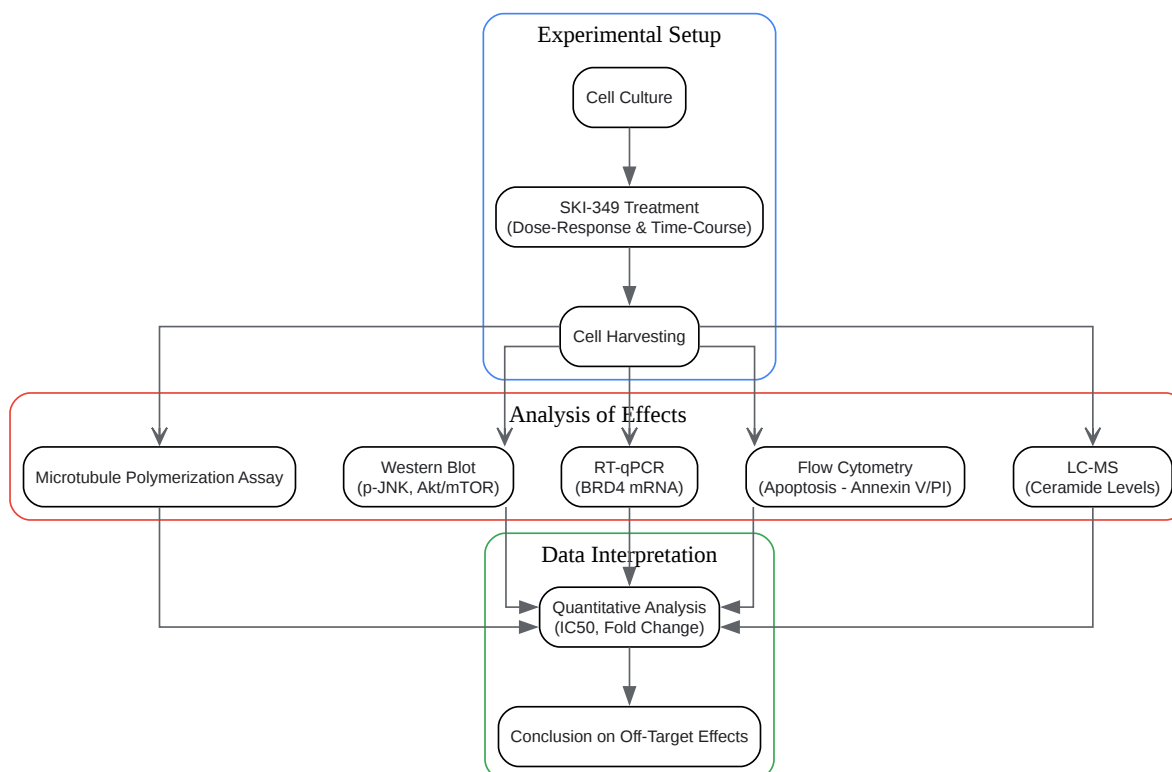 Experimental Setup
Cell Culture
SKI-349 Treatment
(Dose-Response & Time-Course)
Cell Harvesting
Analysis of Effects
Microtubule Polymerization Assay
Western Blot
(p-JNK, Akt/mTOR)
RT-qPCR
(BRD4 mRNA)
Flow Cytometry
(Apoptosis - Annexin V/PI)
LC-MS
(Ceramide Levels)
Data Interpretation
Quantitative Analysis
(IC50, Fold Change)
Conclusion on Off-Target Effects